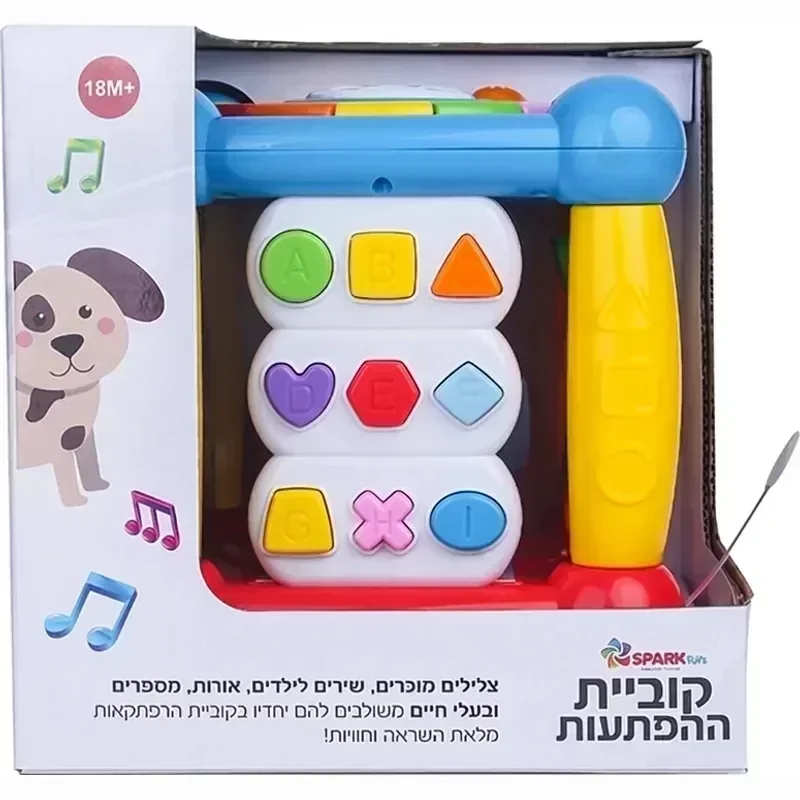 18M+
A B
D E F
G H I
SPARK toys
קוביית
ההפתעות
צלילים מוכרים, שירים לילדים, אורות, מספרים
ובעלי חיים משולבים להם יחדיו בקוביית הרפתקאות
מלאת השראה וחוויות!